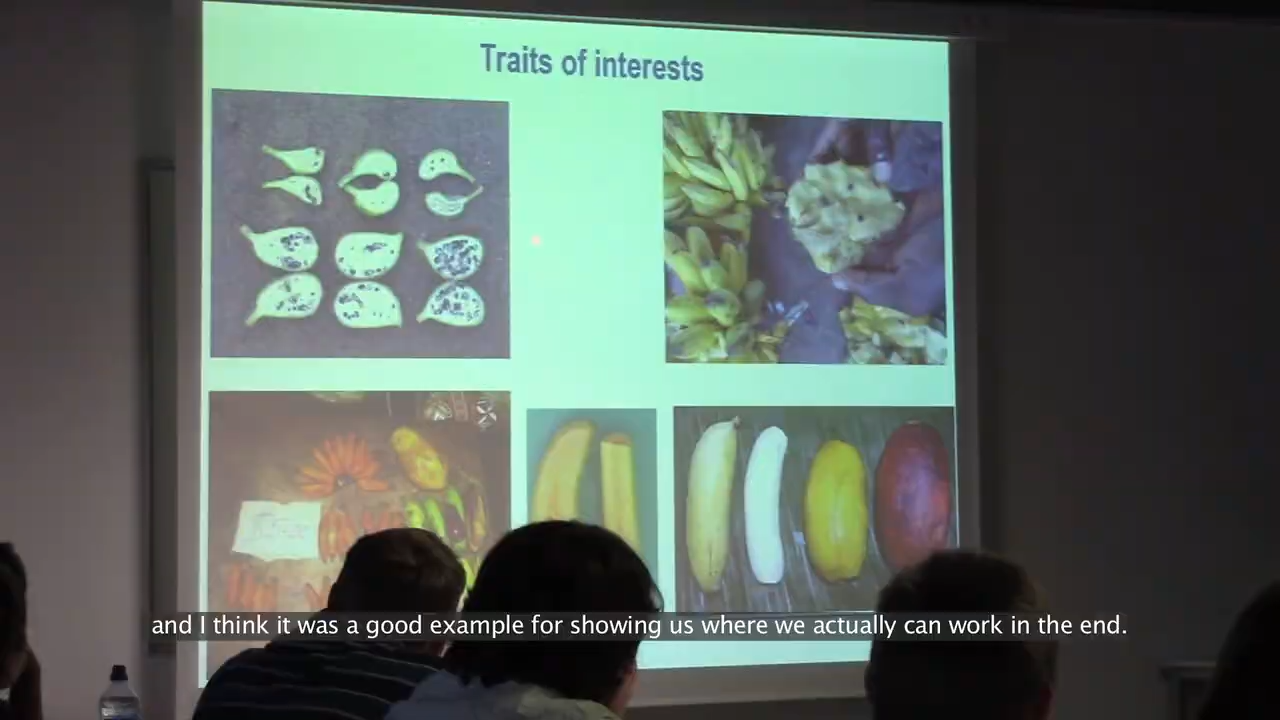 Traits of interests
and I think it was a good example for showing us where we actually can work in the end.